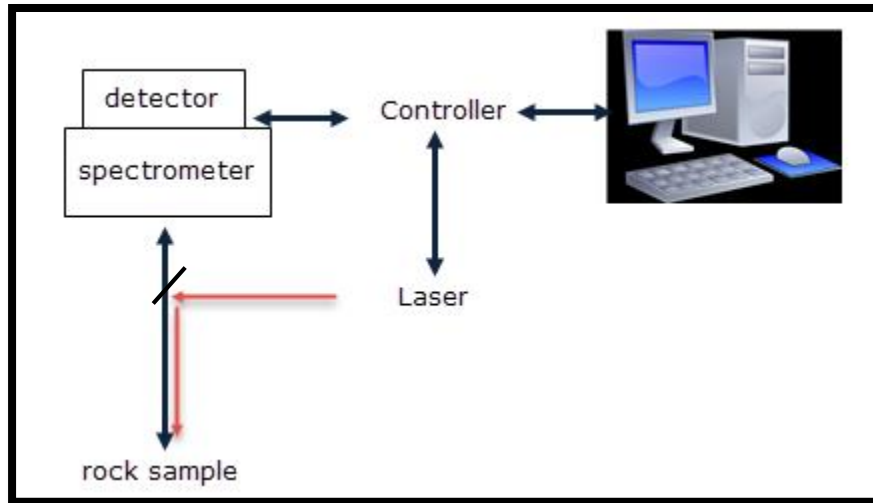 detector
Controller
spectrometer
Laser
rock sample